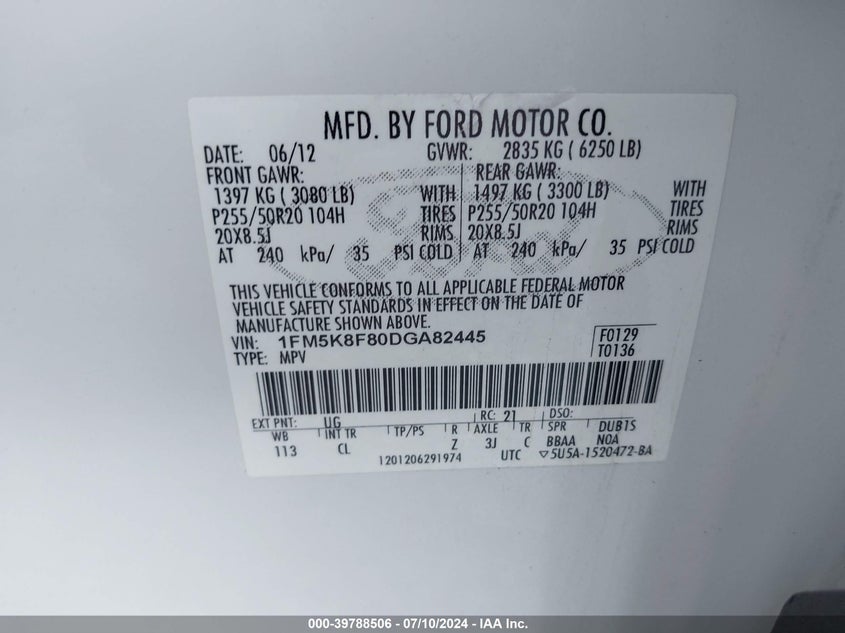 MFD. BY FORD MOTOR CO.
DATE: 06/12 GVWR: 2835 KG ( 6250 LB)
FRONT GAWR: REAR GAWR:
1397 KG ( 3080 LB) WITH 1497 KG ( 3300 LB) WITH
P255/50R20 104H TIRES P255/50R20 104H TIRES
20X8.5J RIMS 20X8.5J RIMS
AT 240 kPa/ 35 PSI COLD AT 240 kPa/ 35 PSI COLD
THIS VEHICLE CONFORMS TO ALL APPLICABLE FEDERAL MOTOR
VEHICLE SAFETY STANDARDS IN EFFECT ON THE DATE OF
MANUFACTURE SHOWN ABOVE.
VIN: 1FM5K8F80DGA82445 F0129
TYPE: MPV T0136
EXT PNT: UG RC: 21 DSO:
WB INT TR TP/PS R AXLE TR SPR DUB1S
113 CL Z 3J C BBAA NOA
1201206291974 UTC ▽5U5A-1520472-BA
000-39788506 - 07/10/2024 - IAA Inc.